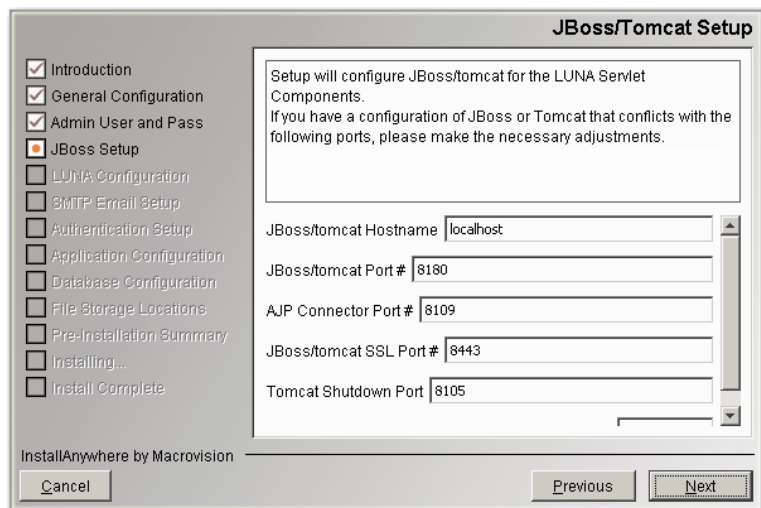 JBoss/Tomcat Setup
Introduction
General Configuration
Admin User and Pass
JBoss Setup
LUNA Configuration
SMTP Email Setup
Authentication Setup
Application Configuration
Database Configuration
File Storage Locations
Pre-Installation Summary
Installing...
Install Complete
Setup will configure JBoss/tomcat for the LUNA Servlet
Components.
If you have a configuration of JBoss or Tomcat that conflicts with the
following ports, please make the necessary adjustments.
JBoss/tomcat Hostname localhost
JBoss/tomcat Port # 8180
AJP Connector Port # 8109
JBoss/tomcat SSL Port # 8443
Tomcat Shutdown Port 8105
InstallAnywhere by Macrovision
Cancel
Previous
Next